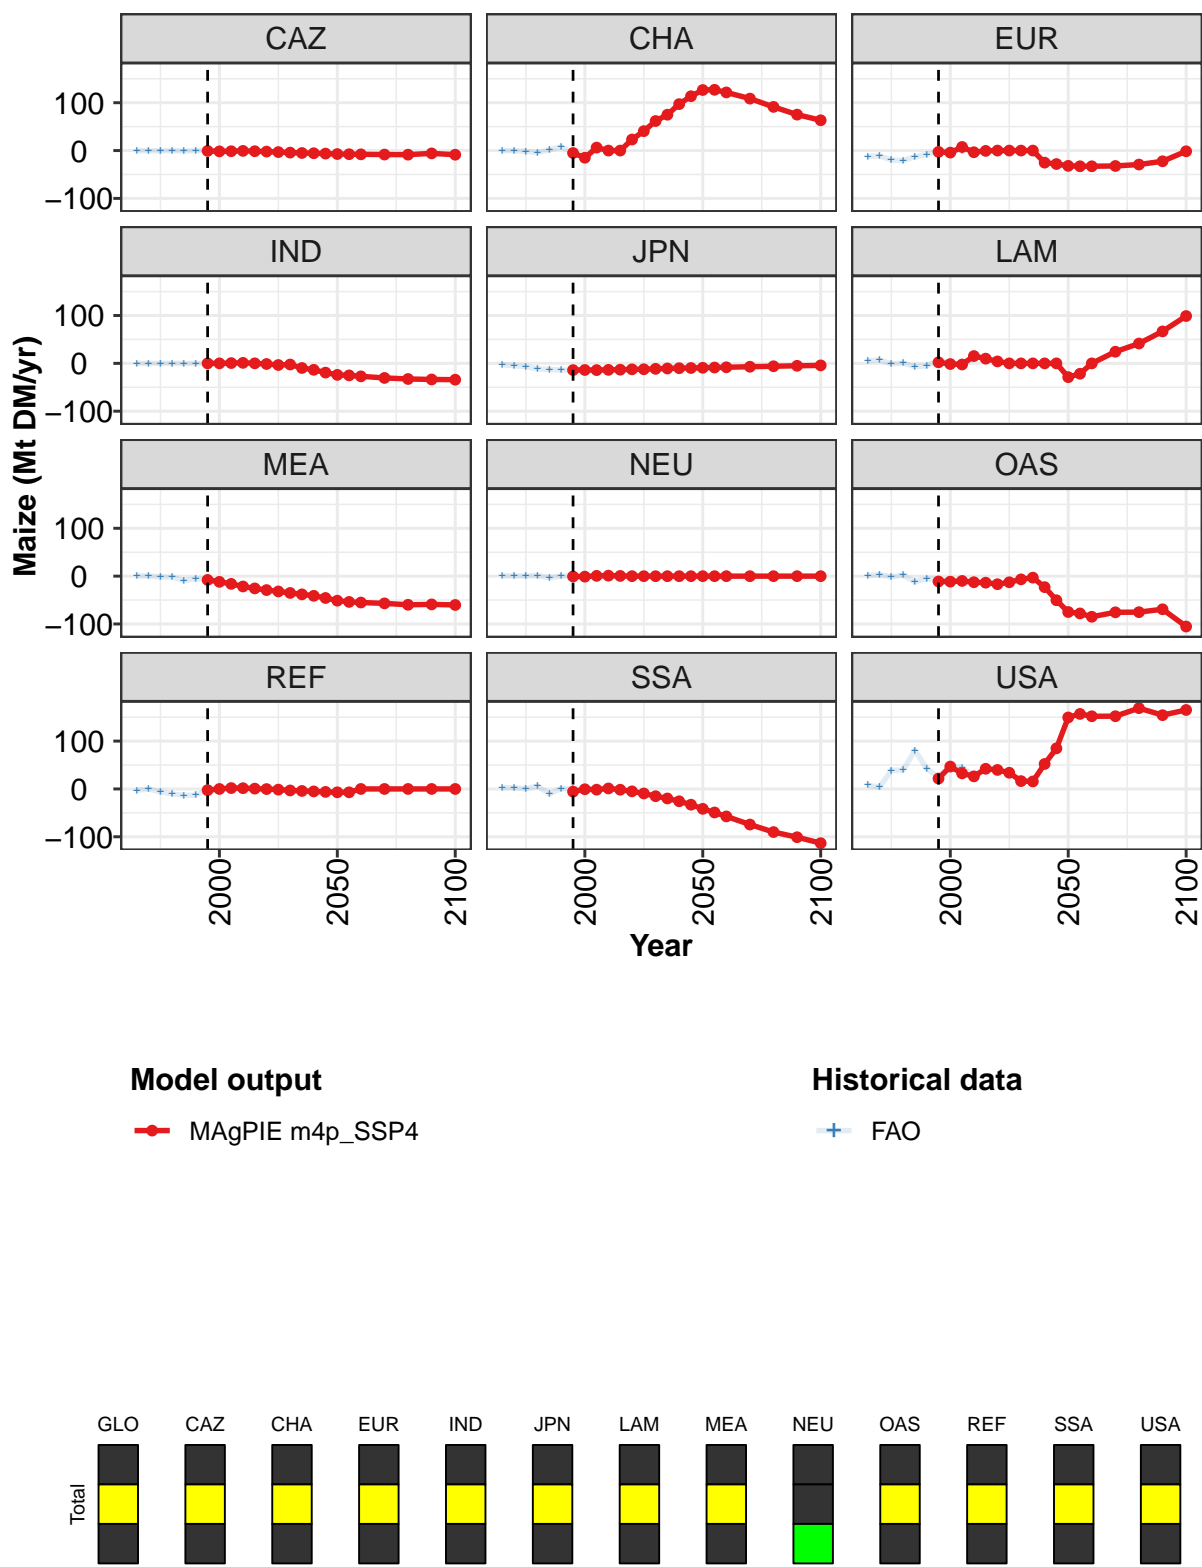 CAZ CHA EUR
100
0
−100
IND JPN LAM
100
0
−100
MEA NEU OAS
100
0
−100
REF SSA USA
100
0
−100
Maize (Mt DM/yr)
2000 2050 2100 2000 2050 2100 2000 2050 2100
Year
Model output Historical data
MAgPIE m4p_SSP4 FAO
GLO CAZ CHA EUR IND JPN LAM MEA NEU OAS REF SSA USA
Total